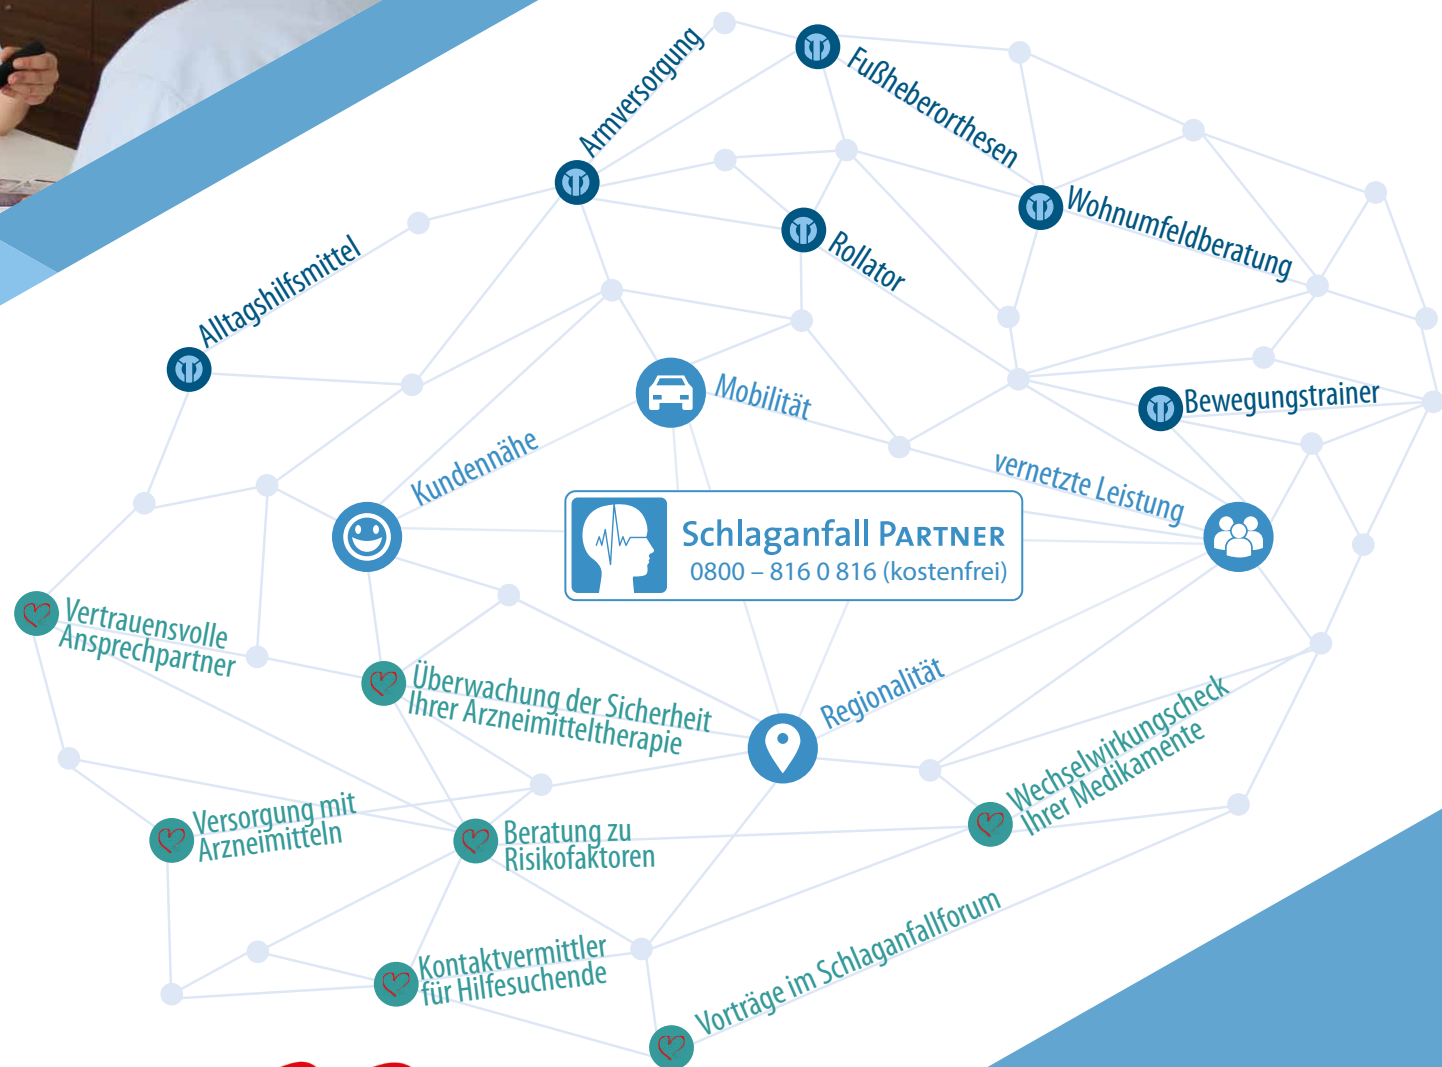 Armversorgung
Fußheberorthesen
Wohnumfeldberatung
Rollator
Alltagshilfsmittel
Mobilität
Bewegungstrainer
Kundennähe
vernetzte Leistung
Schlaganfall PARTNER
0800 – 816 0 816 (kostenfrei)
Vertrauensvolle
Ansprechpartner
Überwachung der Sicherheit
Ihrer Arzneimitteltherapie
Regionalität
Wechselwirkungscheck
Ihrer Medikamente
Versorgung mit
Arzneimitteln
Beratung zu
Risikofaktoren
Kontaktvermittler
für Hilfesuchende
Vorträge im Schlaganfallforum